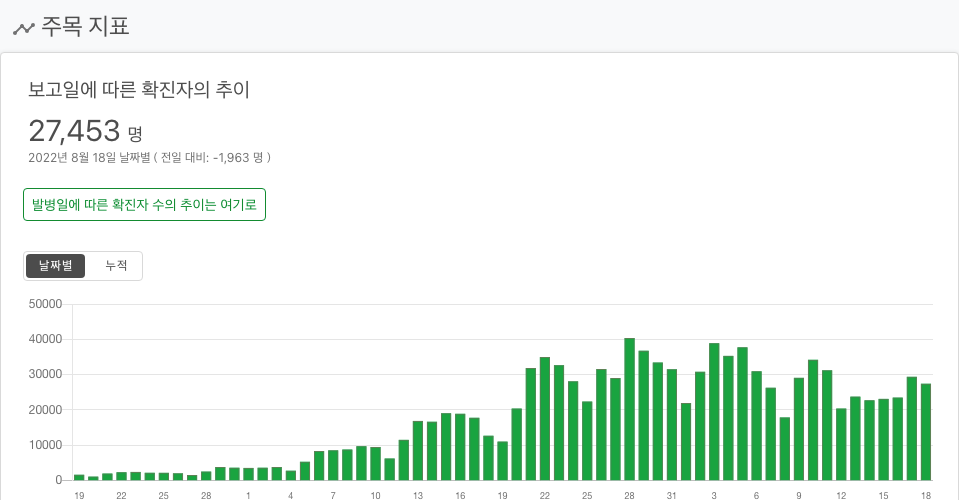 주목 지표
보고일에 따른 확진자의 추이
27,453 명
2022년 8월 18일 날짜별 ( 전일 대비: -1,963 명 )
발병일에 따른 확진자 수의 추이는 여기로
날짜별 누적
50000
40000
30000
20000
10000
0
19 22 25 28 1 4 7 10 13 16 19 22 25 28 31 3 6 9 12 15 18